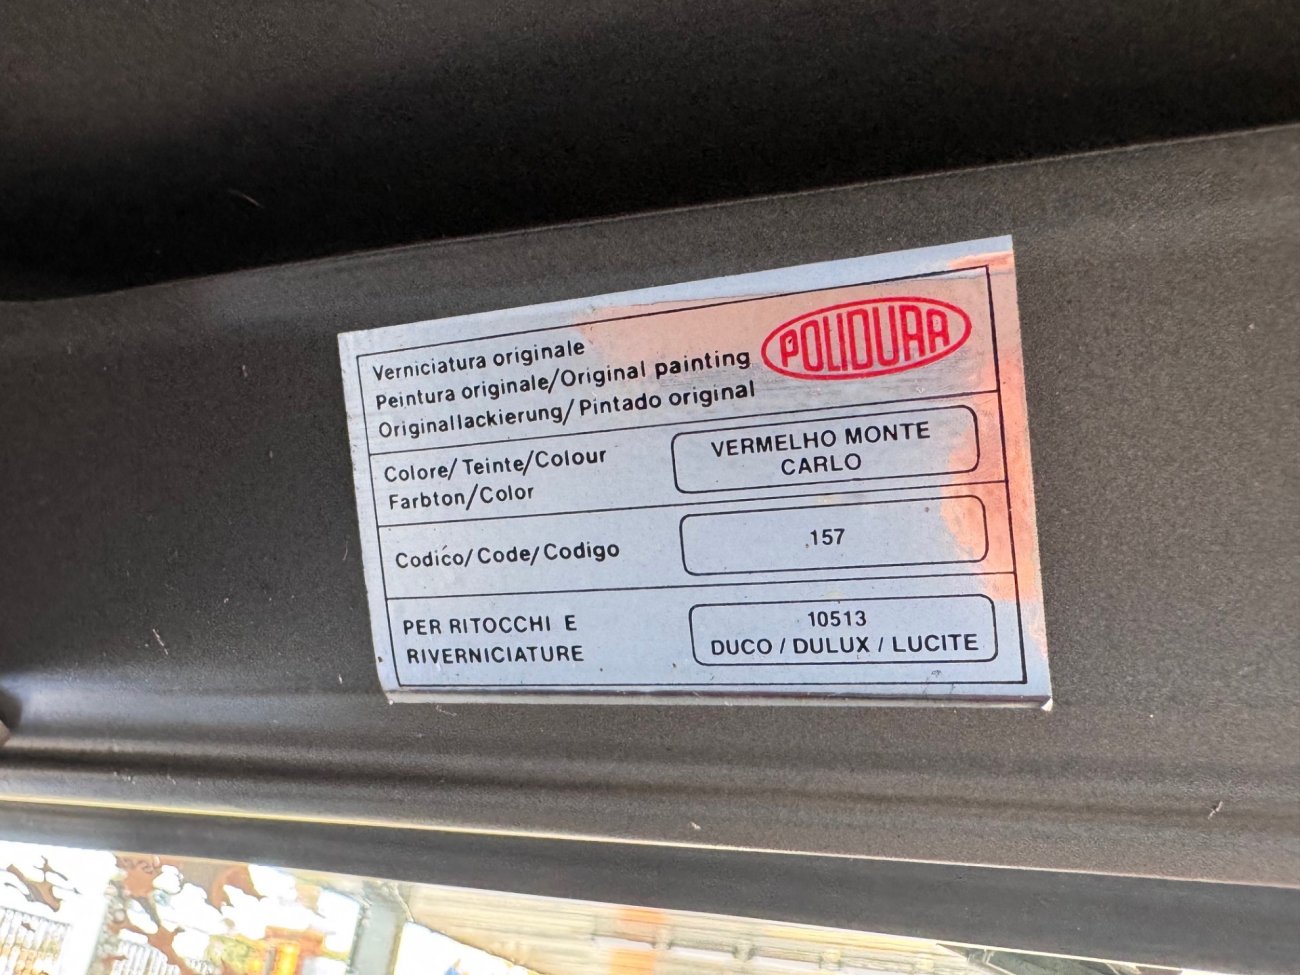 Verniciatura originale
Peintura originale/Original painting
Originallackierung/Pintado original
POLIDURA
Colore/Teinte/Colour
Farbton/Color
VERMELHO MONTE
CARLO
Codico/Code/Codigo
157
PER RITOCCHI E
RIVERNICIATURE
10513
DUCO / DULUX / LUCITE